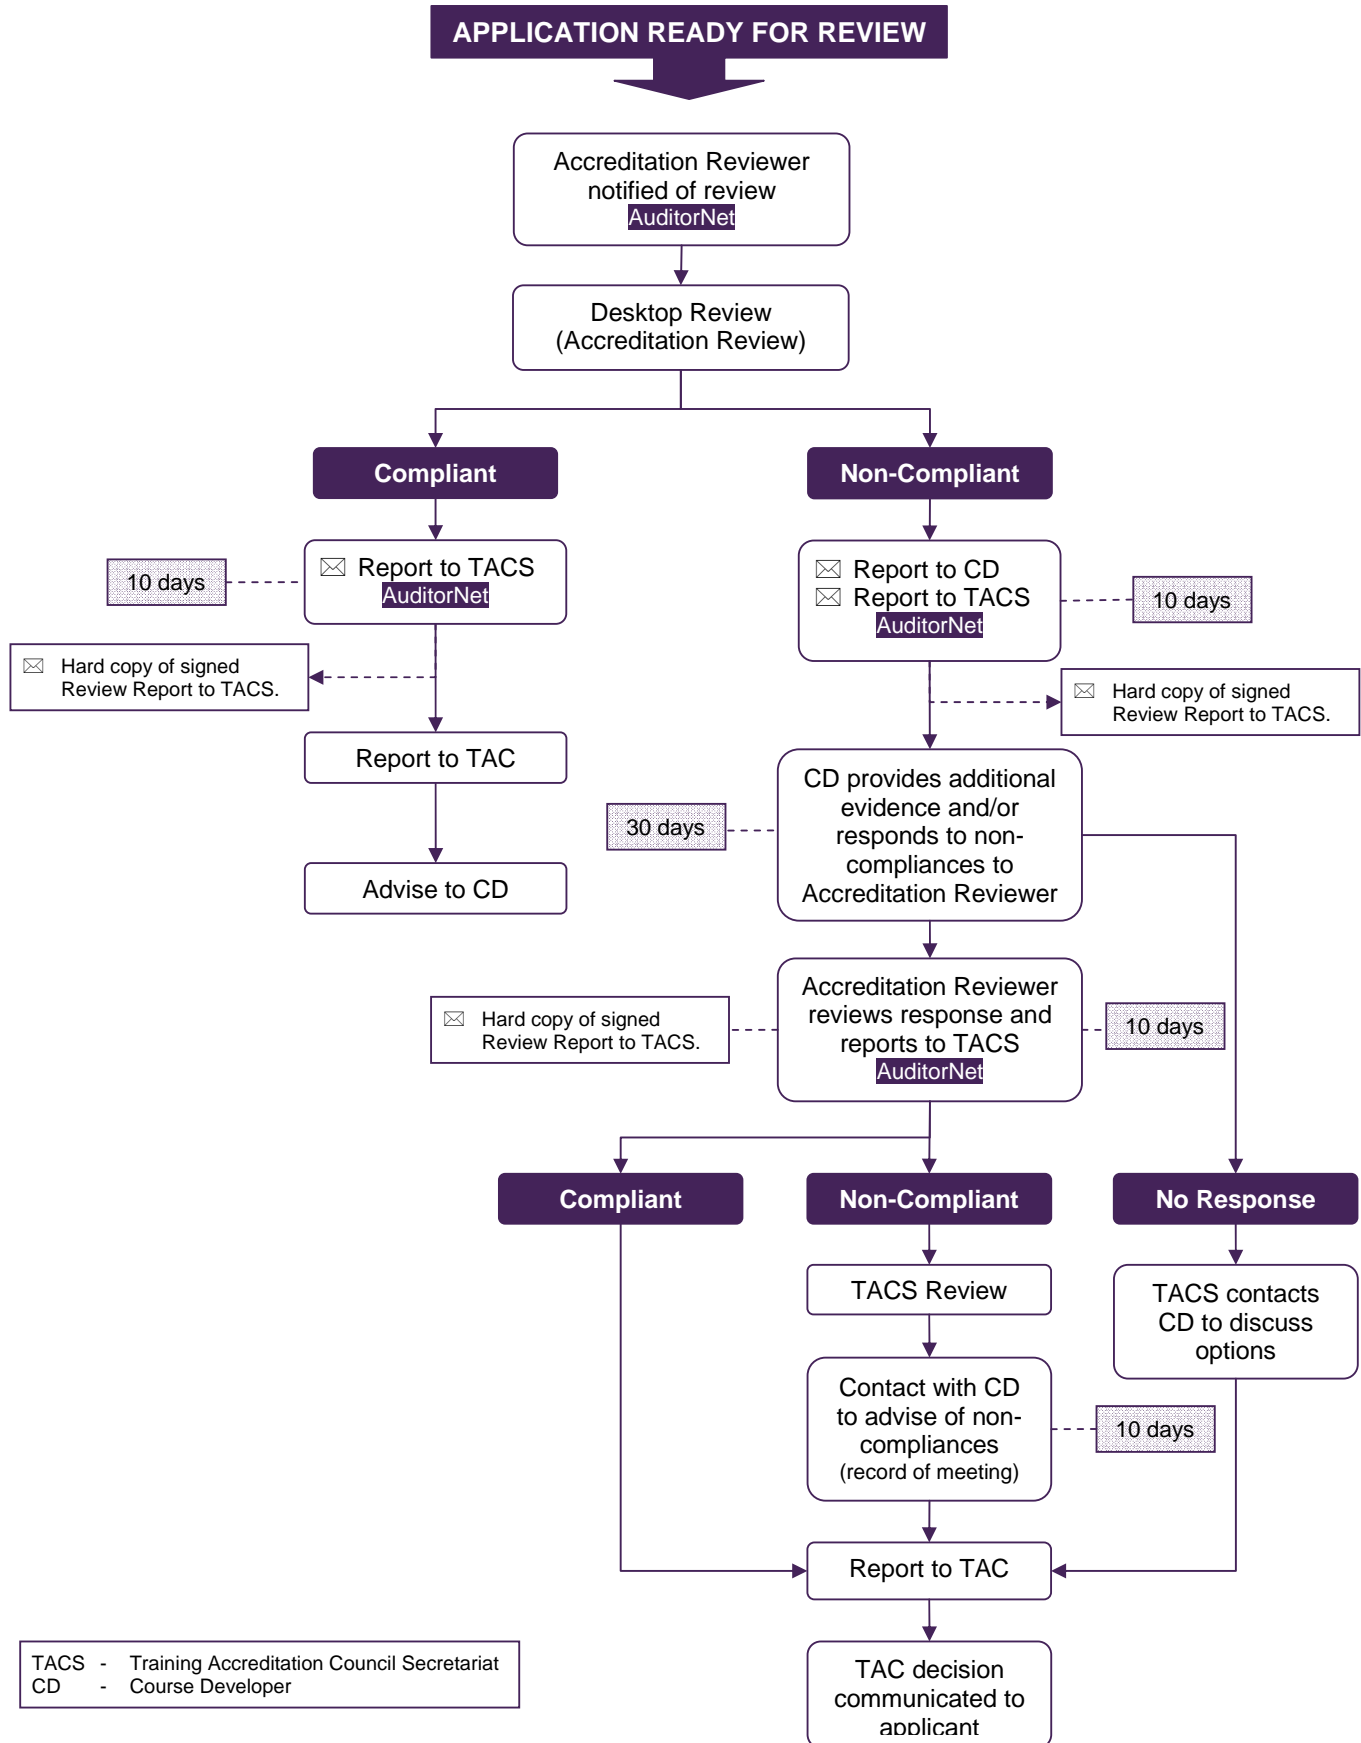 APPLICATION READY FOR REVIEW
Accreditation Reviewer
notified of review
AuditorNet
Desktop Review
(Accreditation Review)
Compliant
Non-Compliant
10 days
Report to TACS
AuditorNet
Report to CD
Report to TACS
AuditorNet
10 days
Hard copy of signed
Review Report to TACS.
Hard copy of signed
Review Report to TACS.
Report to TAC
Advise to CD
30 days
CD provides additional
evidence and/or
responds to non-
compliances to
Accreditation Reviewer
Hard copy of signed
Review Report to TACS.
Accreditation Reviewer
reviews response and
reports to TACS
AuditorNet
10 days
Compliant
Non-Compliant
No Response
TACS Review
TACS contacts
CD to discuss
options
Contact with CD
to advise of non-
compliances
(record of meeting)
10 days
Report to TAC
TAC decision
communicated to
applicant
TACS - Training Accreditation Council Secretariat
CD - Course Developer